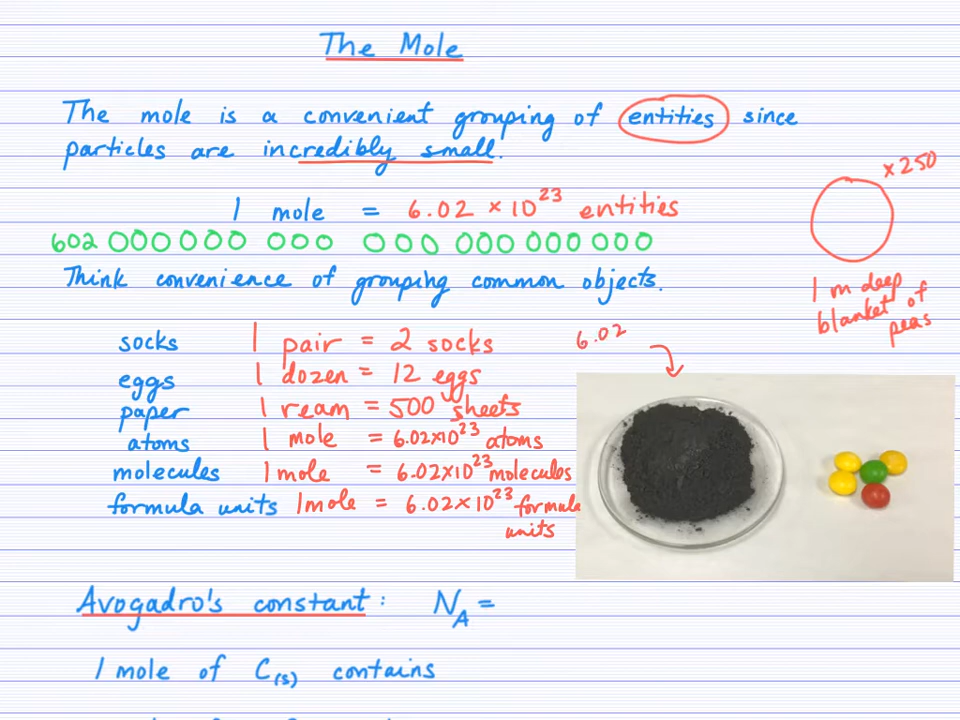 The Mole
The mole is a convenient grouping of entities since
particles are incredibly small.
x 250
1 mole = 6.02 × 10²³ entities
602 000 000 000 000 000 000 000
Think convenience of grouping common objects.
1 m deep
blanket of
peas
6.02
socks 1 pair = 2 socks
eggs 1 dozen = 12 eggs
paper 1 ream = 500 sheets
atoms 1 mole = 6.02×10²³ atoms
molecules 1 mole = 6.02×10²³ molecules
formula units 1 mole = 6.02×10²³ formula
units
Avogadro's constant: N_A =
1 mole of C(s) contains